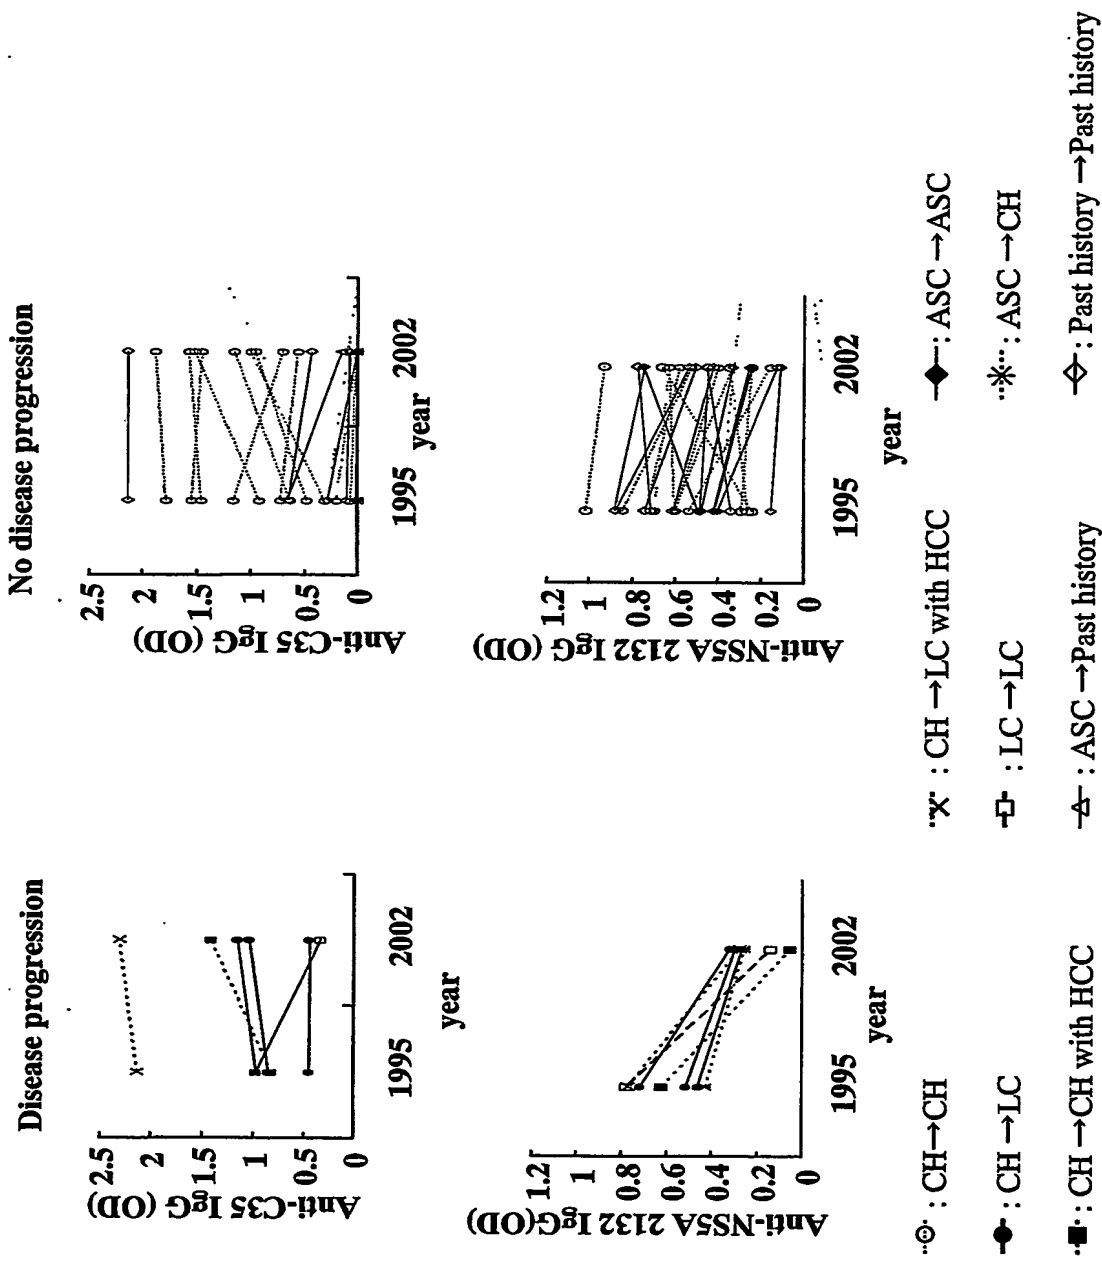 Disease progression
No disease progression
Anti-C35 IgG (OD)
2.5
2
1.5
1
0.5
0
1995
2002
year
Anti-C35 IgG (OD)
2.5
2
1.5
1
0.5
0
1995
2002
year
Anti-NS5A 2132 IgG(OD)
1.2
1
0.8
0.6
0.4
0.2
0
1995
2002
year
Anti-NS5A 2132 IgG (OD)
1.2
1
0.8
0.6
0.4
0.2
0
1995
2002
year
: CH→CH
: CH →LC with HCC
: ASC →ASC
: CH →LC
: LC →LC
: ASC →CH
: CH →CH with HCC
: ASC →Past history
: Past history →Past history